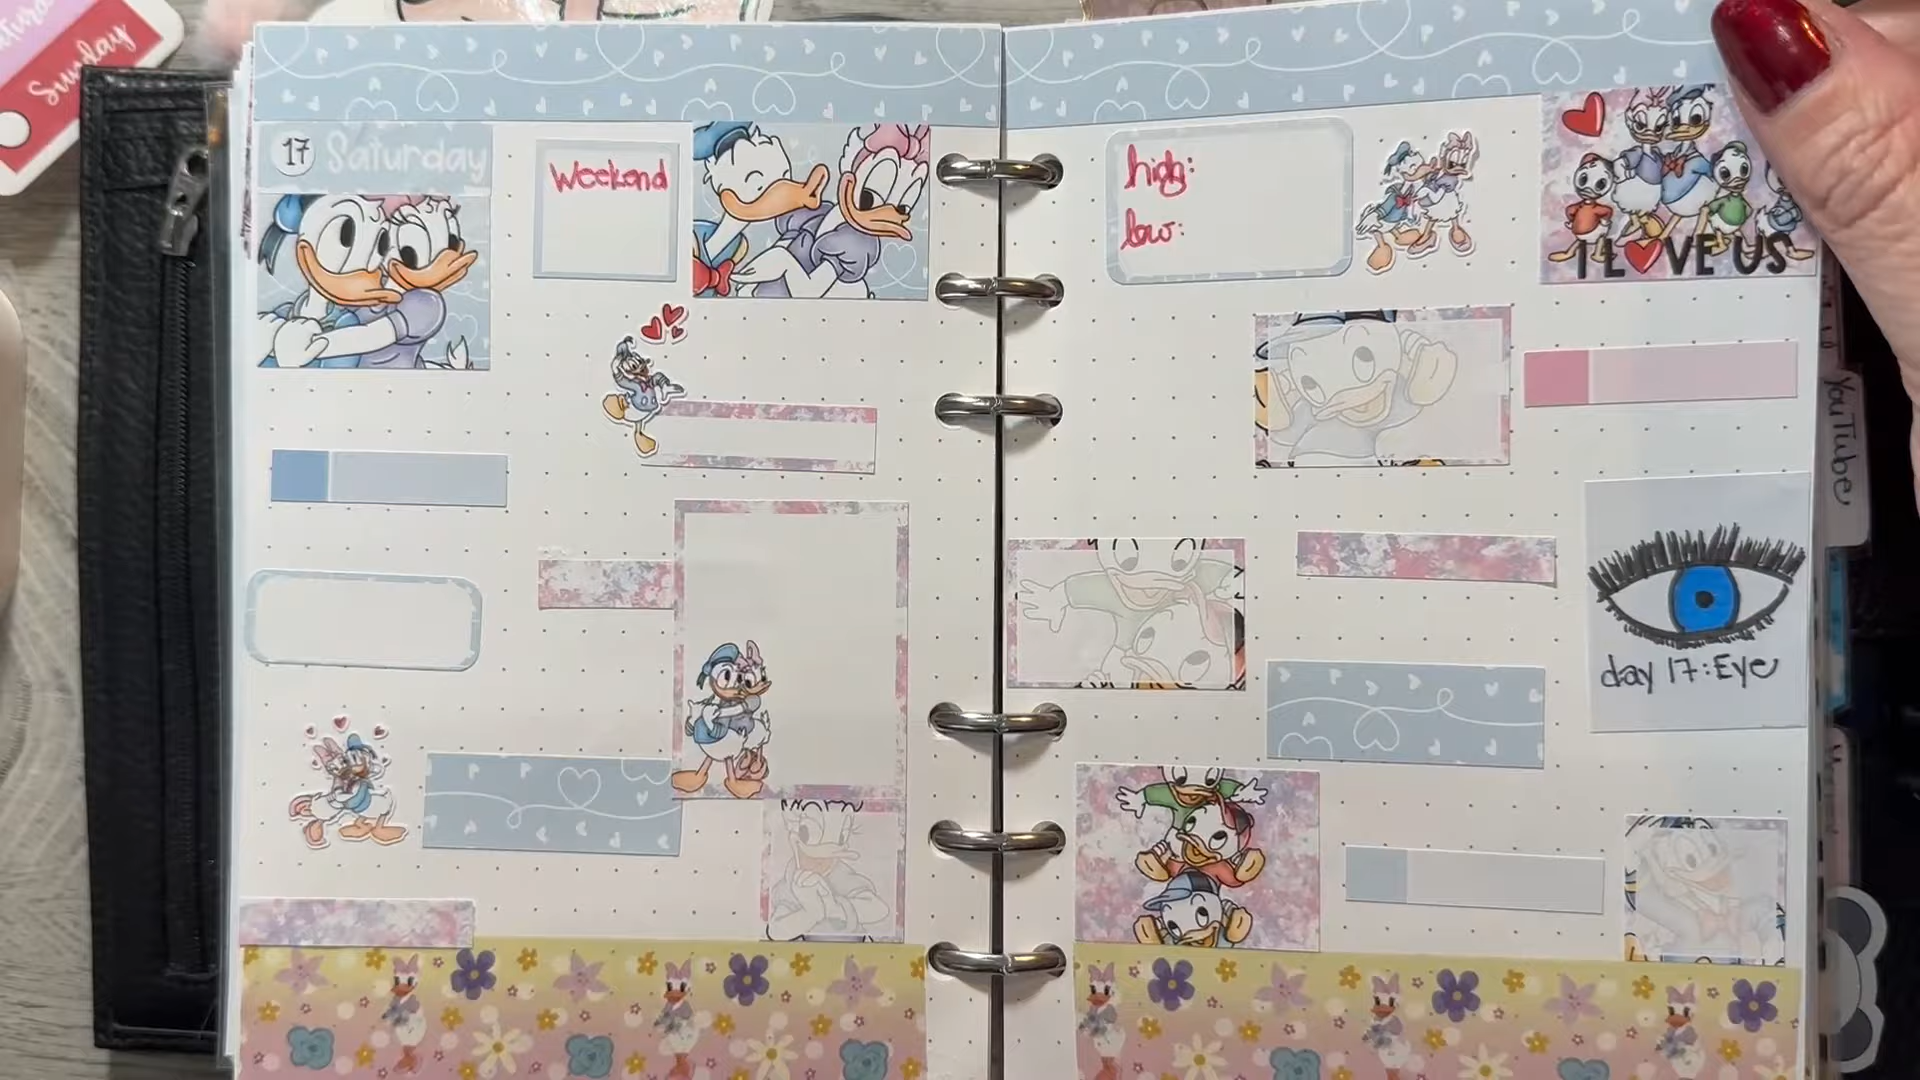 Sunday
17 Saturday
Weekend
high:
low:
I LOVE US
YouTube
day 17: Eye